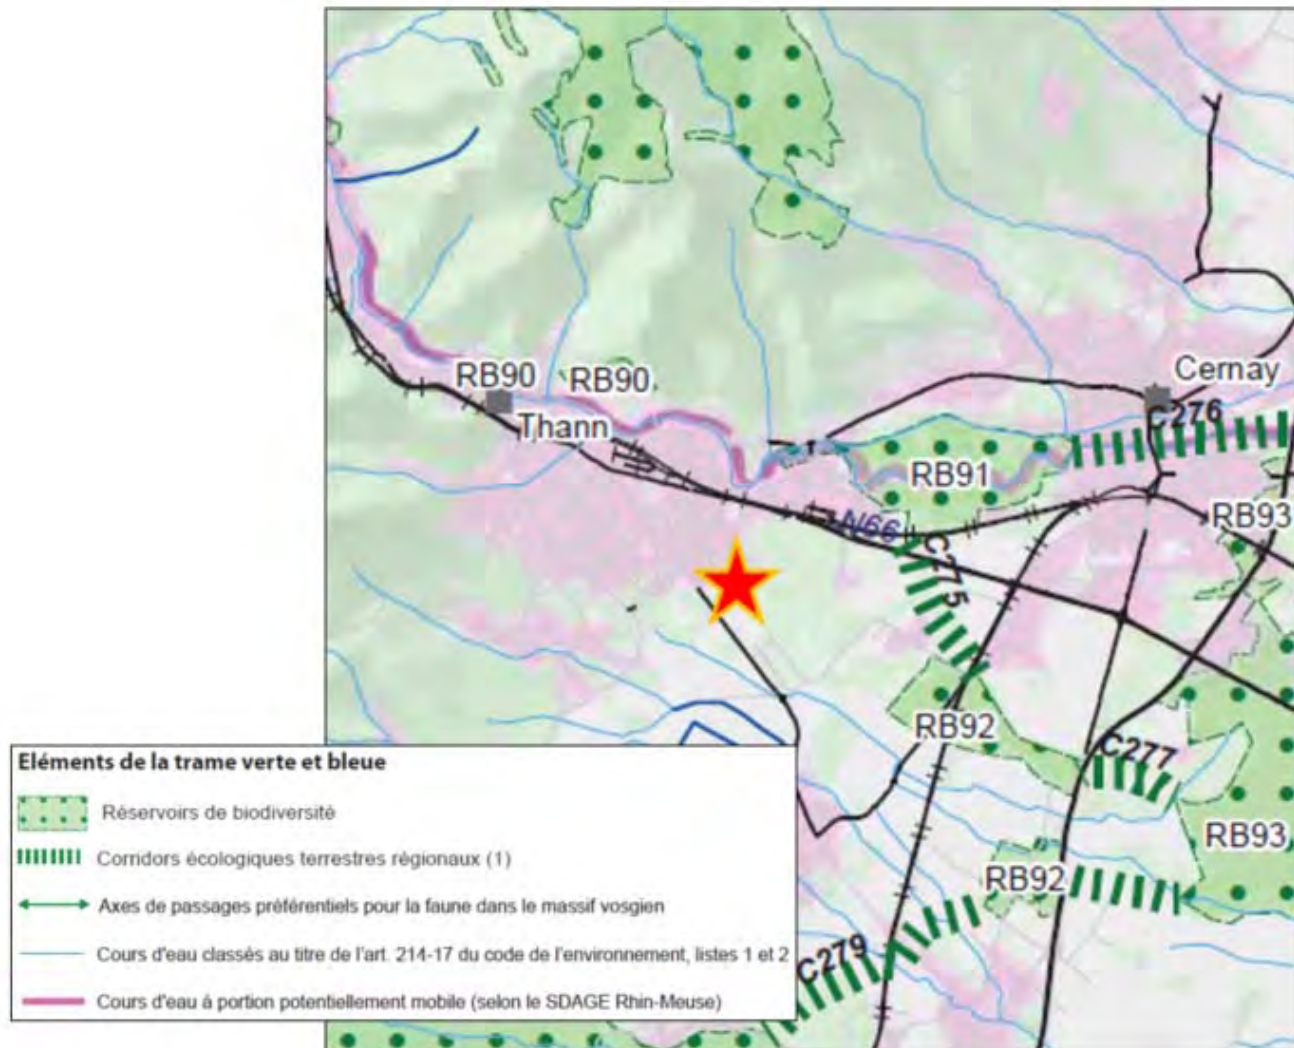 RB90
RB90
Thann
Cernay
C276
RB91
RB93
N66
C275
RB92
C277
RB93
RB92
C279
Eléments de la trame verte et bleue
Réservoirs de biodiversité
Corridors écologiques terrestres régionaux (1)
Axes de passages préférentiels pour la faune dans le massif vosgien
Cours d'eau classés au titre de l'art. 214-17 du code de l'environnement, listes 1 et 2
Cours d'eau à portion potentiellement mobile (selon le SDAGE Rhin-Meuse)